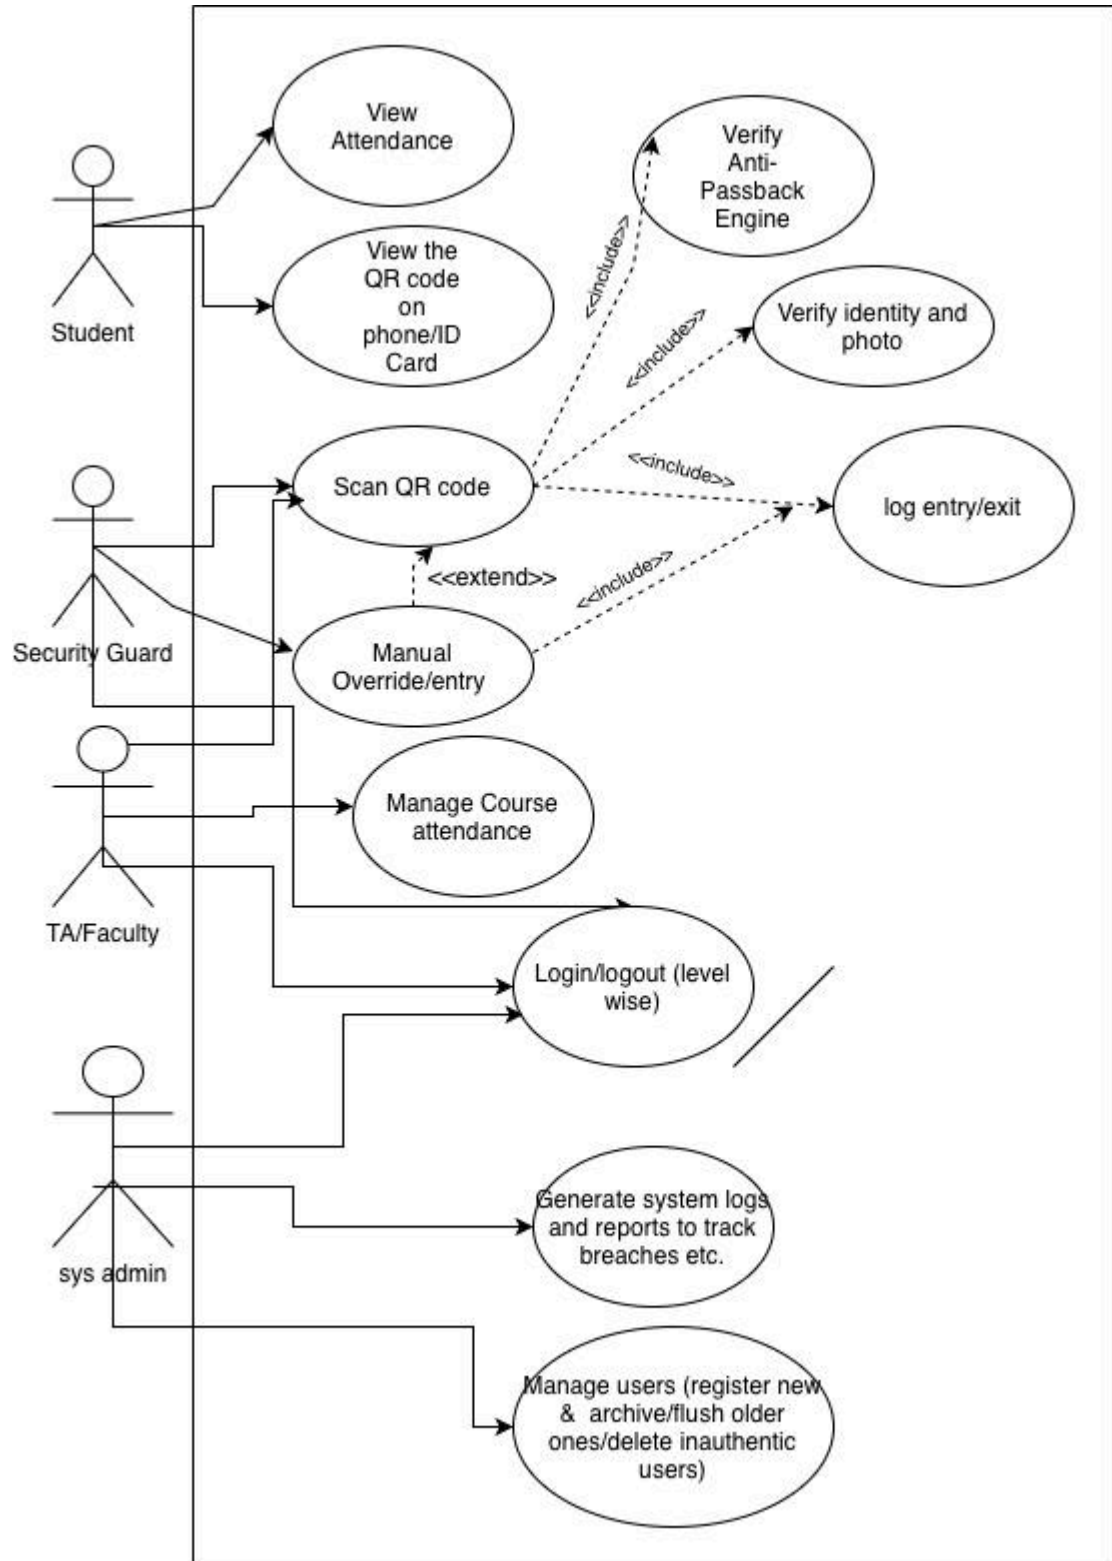 View
Attendance
Verify
Anti-
Passback
Engine
<<include>>
View the
QR code
on
phone/ID
Card
Student
<<include>>
Verify identity and
photo
Scan QR code
<<include>>
log entry/exit
<<extend>>
<<include>>
Security Guard
Manual
Override/entry
Manage Course
attendance
TA/Faculty
Login/logout (level
wise)
sys admin
Generate system logs
and reports to track
breaches etc.
Manage users (register new
& archive/flush older
ones/delete inauthentic
users)